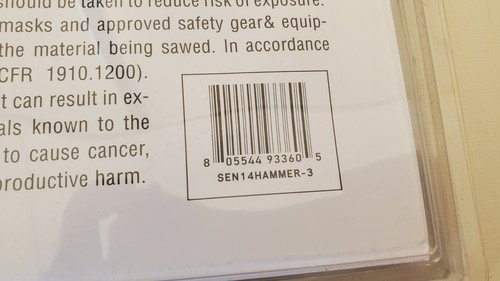 should be taken to reduce risk of exposure.
masks and approved safety gear& equip-
the material being sawed. In accordance
CFR 1910.1200).
t can result in ex-
als known to the
to cause cancer,
productive harm.
8 05544 93360 5
SEN14HAMMER-3